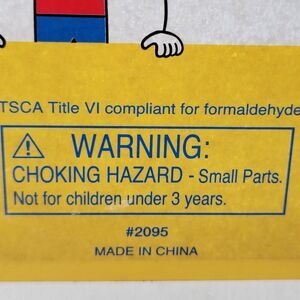 TSCA Title VI compliant for formaldehyde
WARNING:
CHOKING HAZARD - Small Parts.
Not for children under 3 years.
#2095
MADE IN CHINA